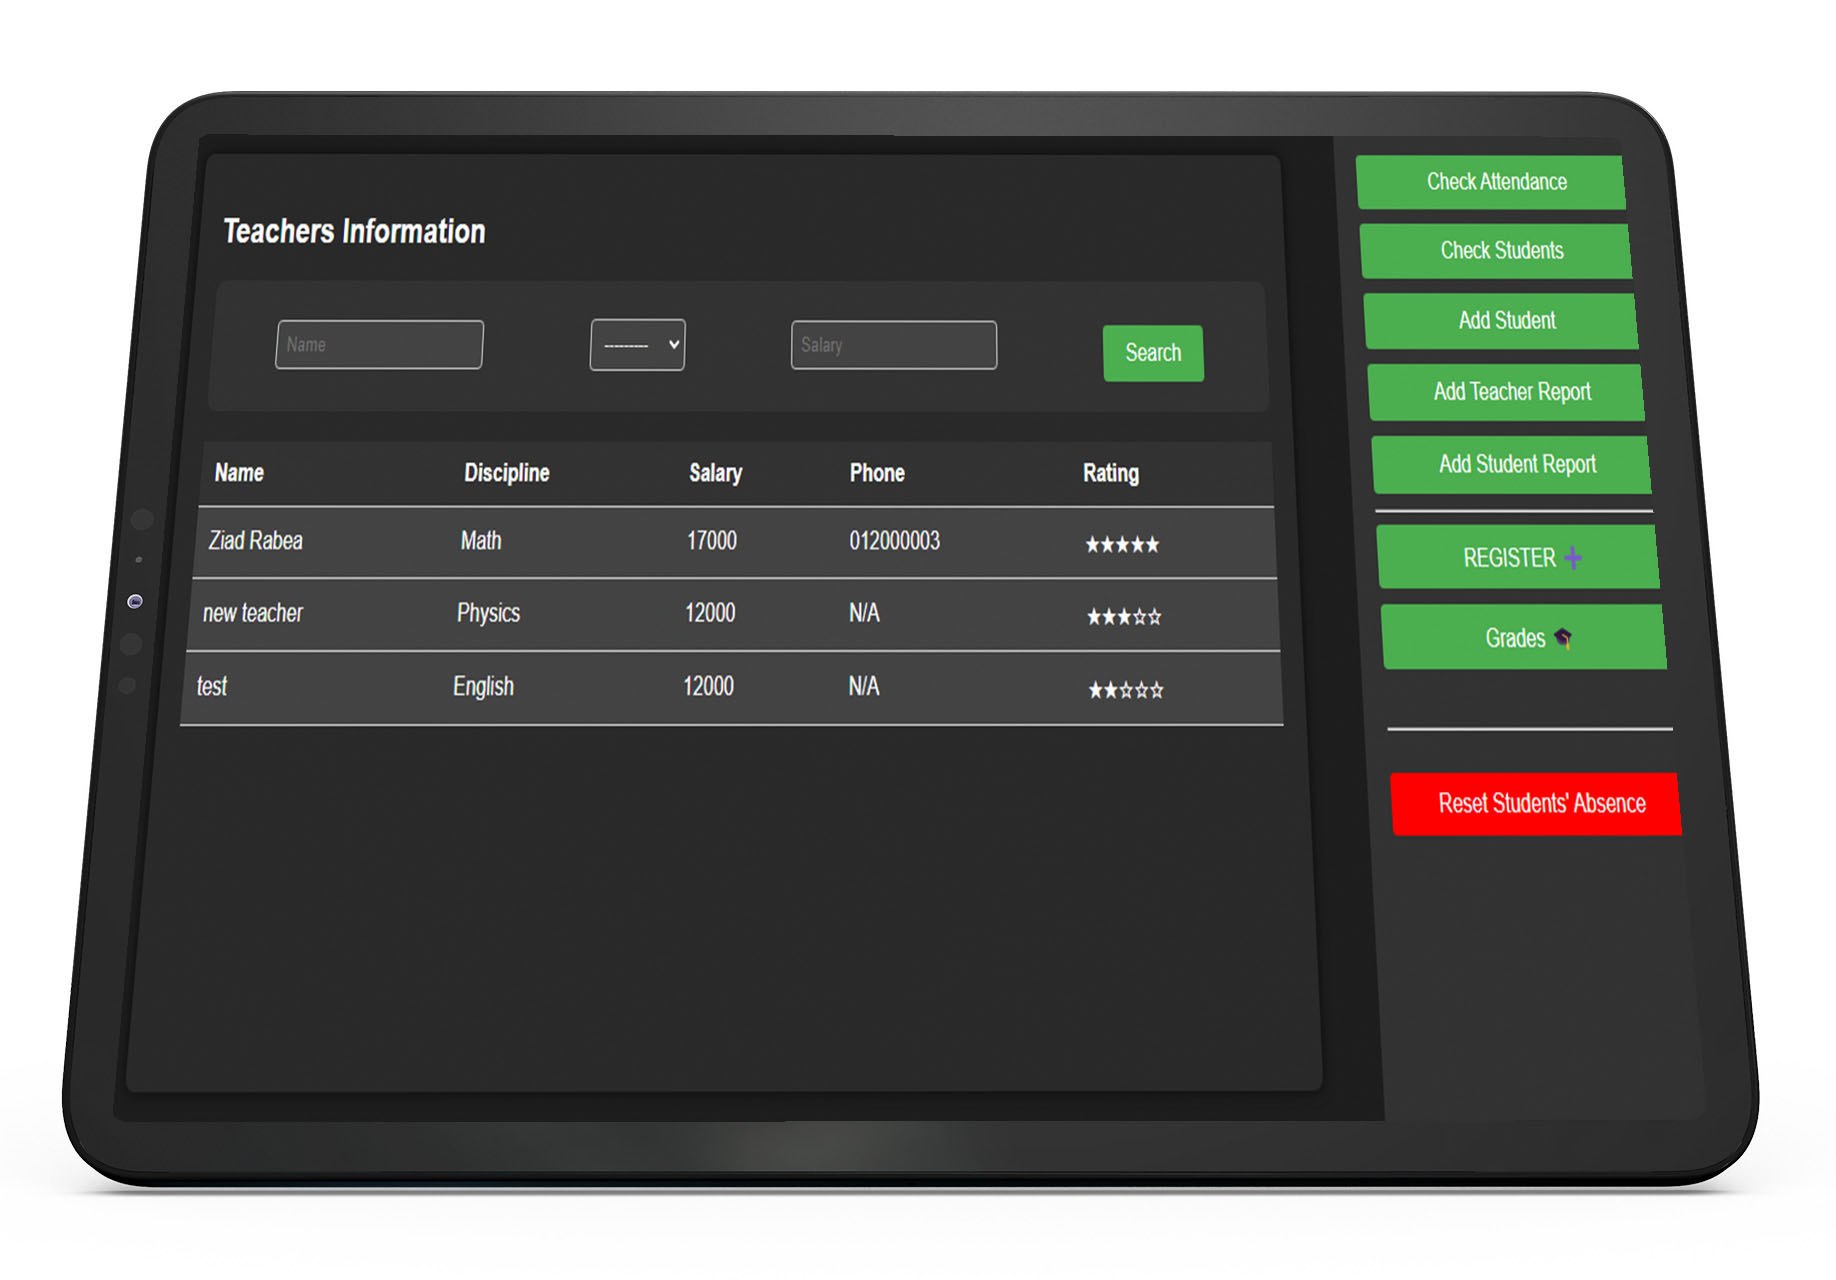 Teachers Information
Name
---------
Salary
Search
Name Discipline Salary Phone Rating
Ziad Rabea Math 17000 012000003 ★★★★★
new teacher Physics 12000 N/A ★★★☆☆
test English 12000 N/A ★★☆☆☆
Check Attendance
Check Students
Add Student
Add Teacher Report
Add Student Report
REGISTER ➕
Grades 🎓
Reset Students' Absence